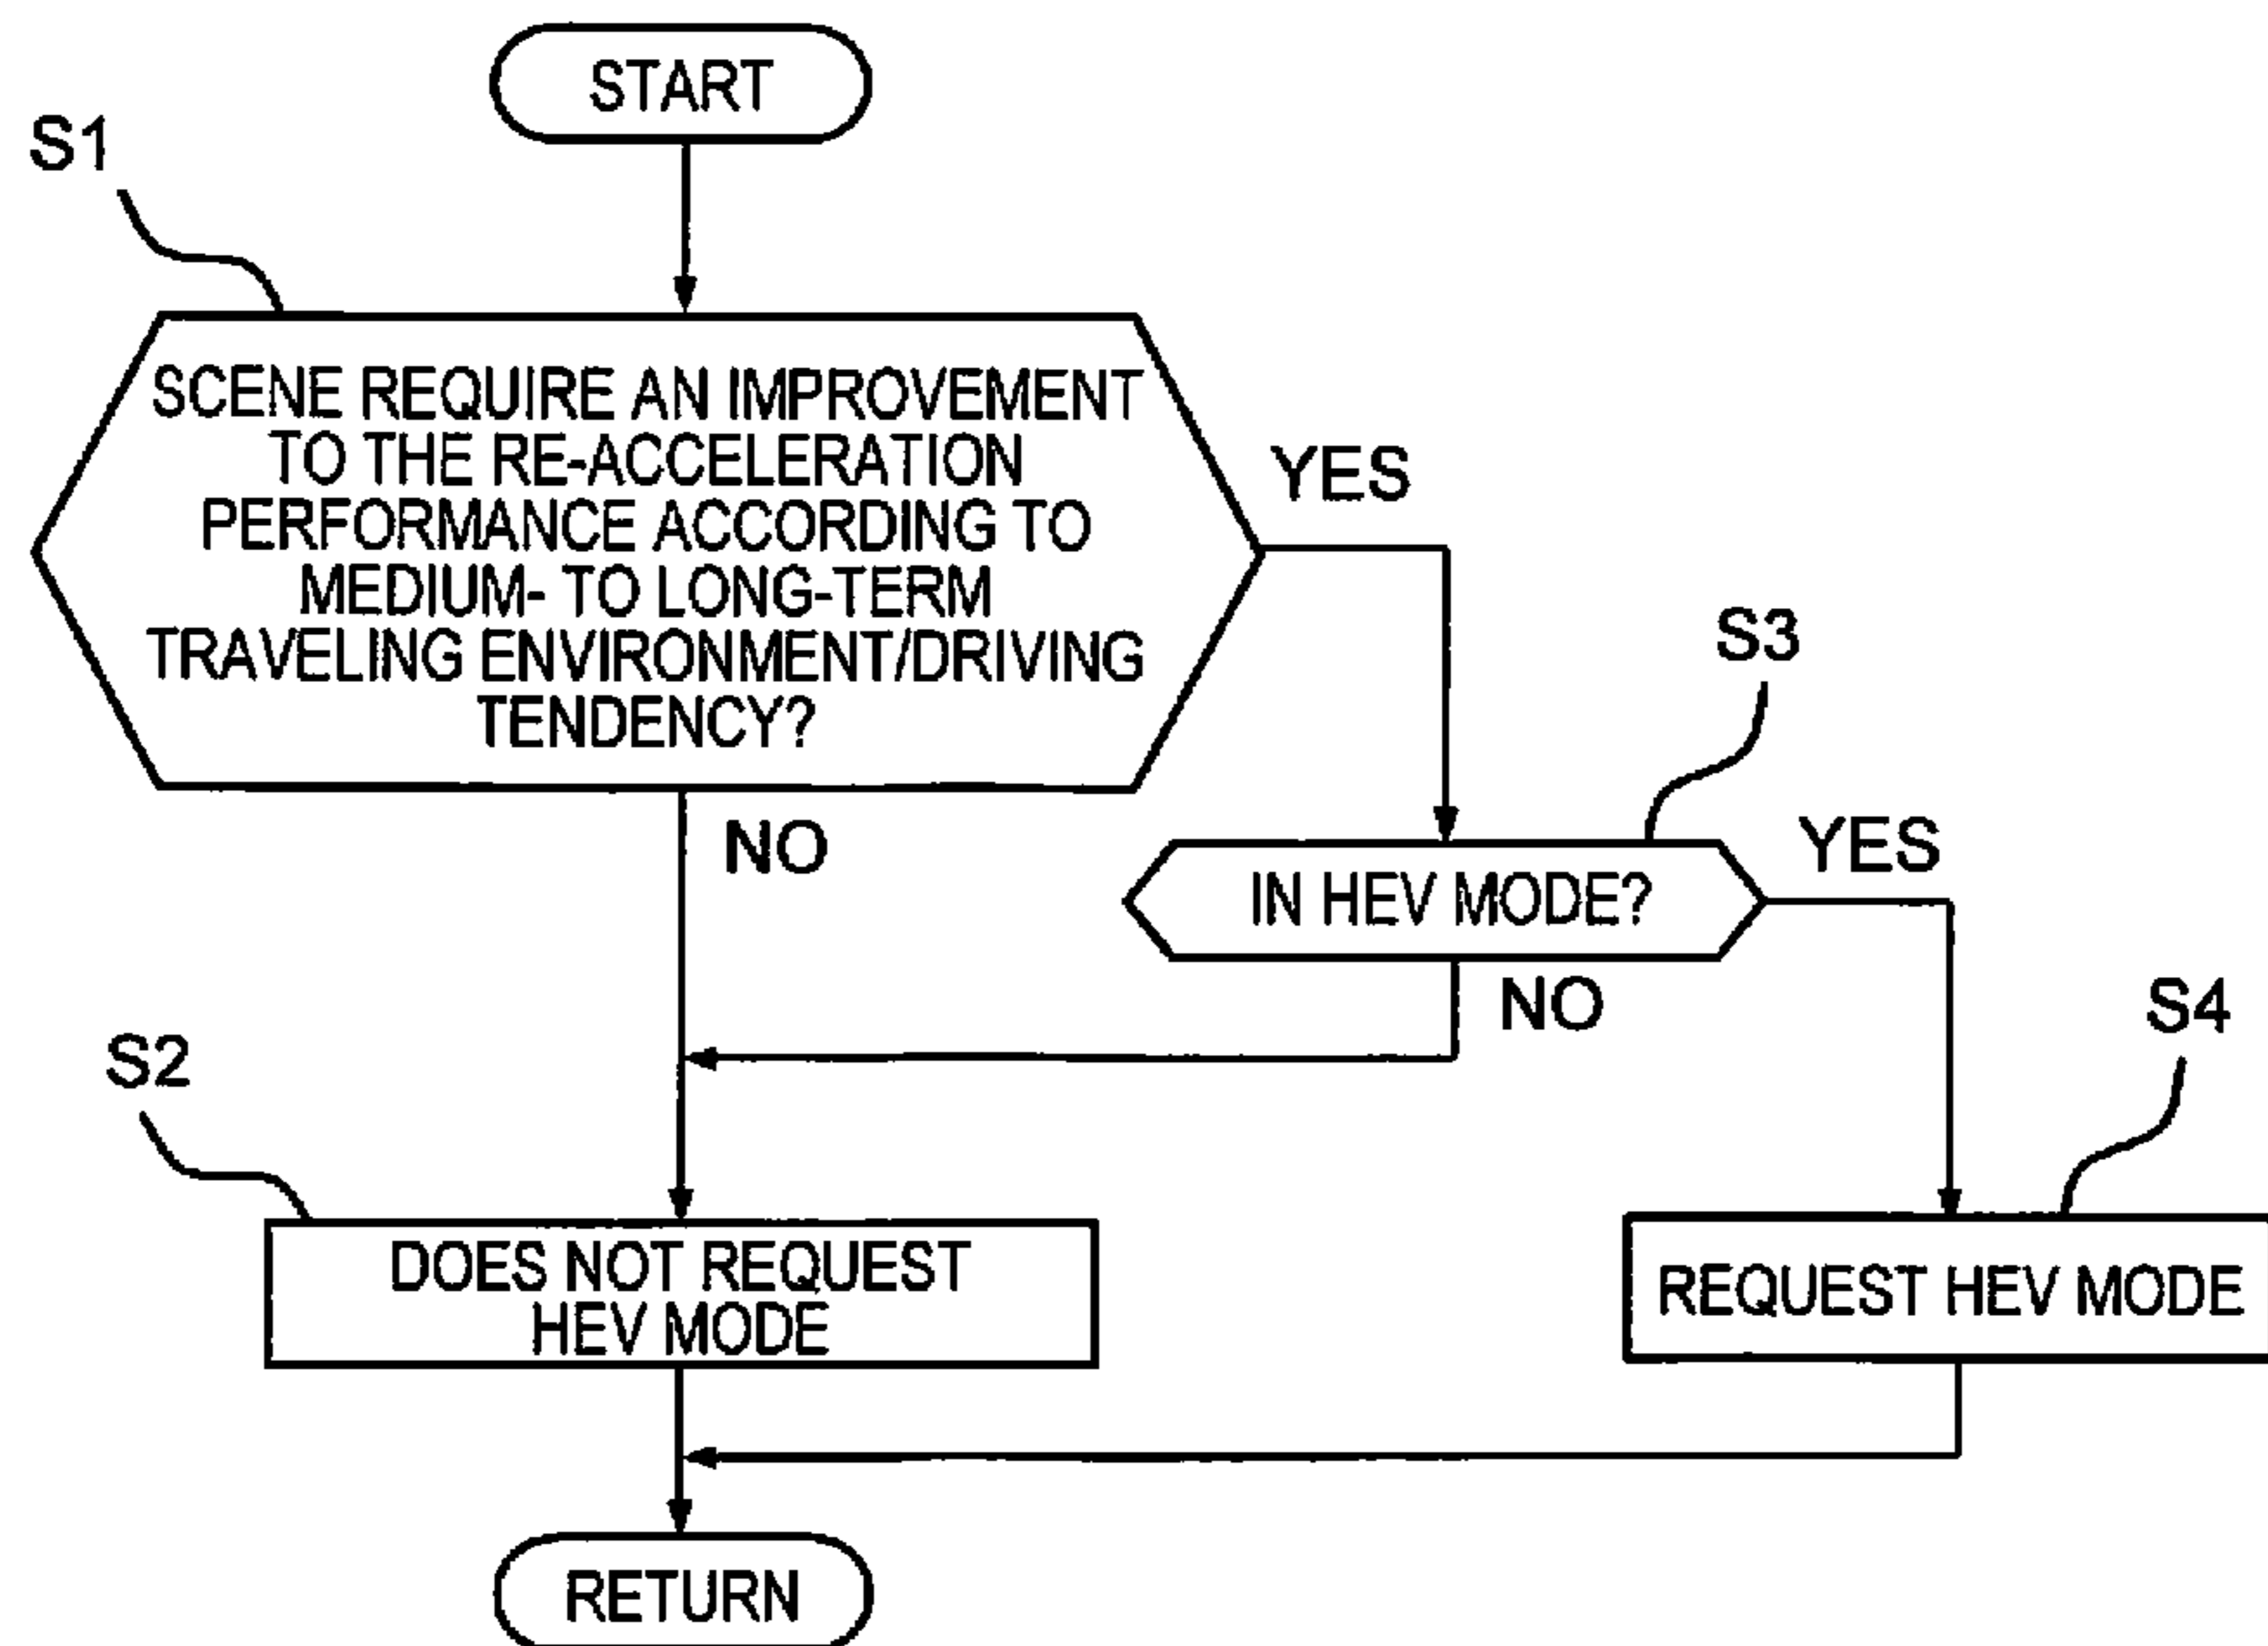 START
S1
SCENE REQUIRE AN IMPROVEMENT
TO THE RE-ACCELERATION
PERFORMANCE ACCORDING TO
MEDIUM- TO LONG-TERM
TRAVELING ENVIRONMENT/DRIVING
TENDENCY?
YES
NO
S3
IN HEV MODE?
YES
NO
S2
DOES NOT REQUEST
HEV MODE
S4
REQUEST HEV MODE
RETURN